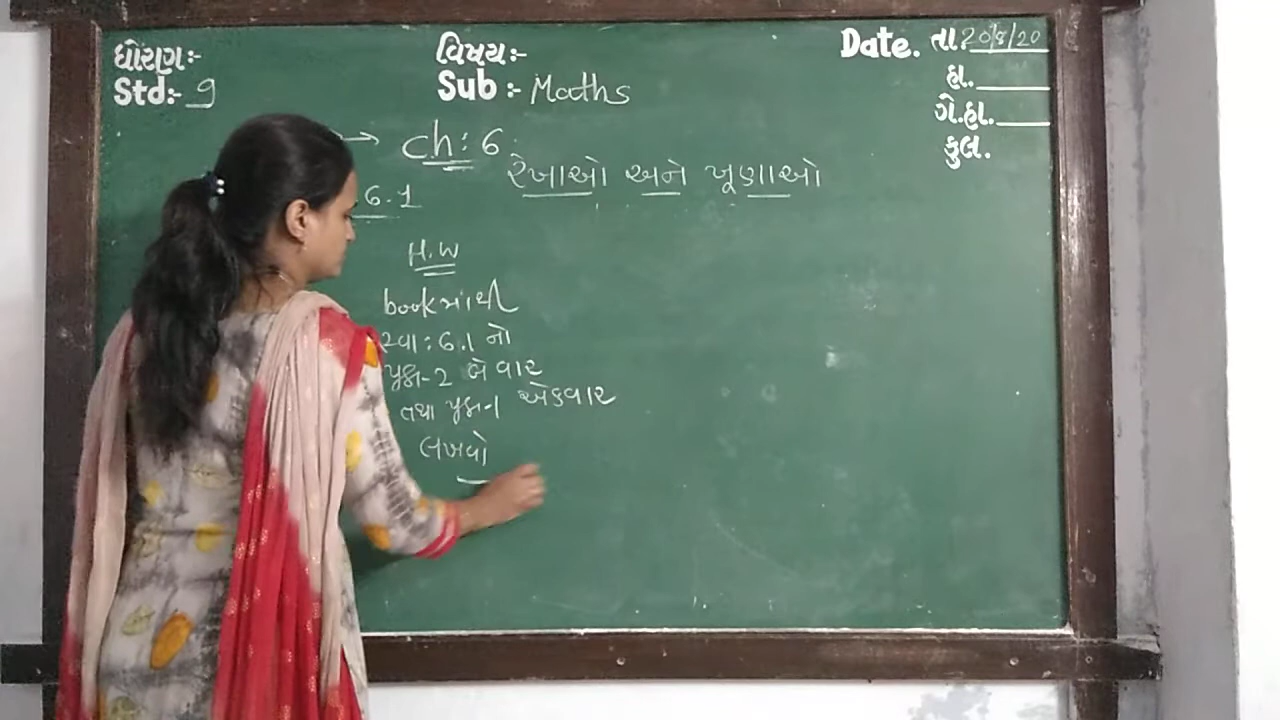 ધોરણ:- વિષય:- Date. તા. 20/8/20
Std:- 9 Sub :- Maths હા.
ગે.હા.
કુલ.
→ ch : 6
રેખાઓ અને ખૂણાઓ
6.1
H.W
bookમાંથી
સ્વા : 6.1 નો
પ્રશ્ન-2 બે વાર
તથા પ્રશ્ન-1 એકવાર
લખવો